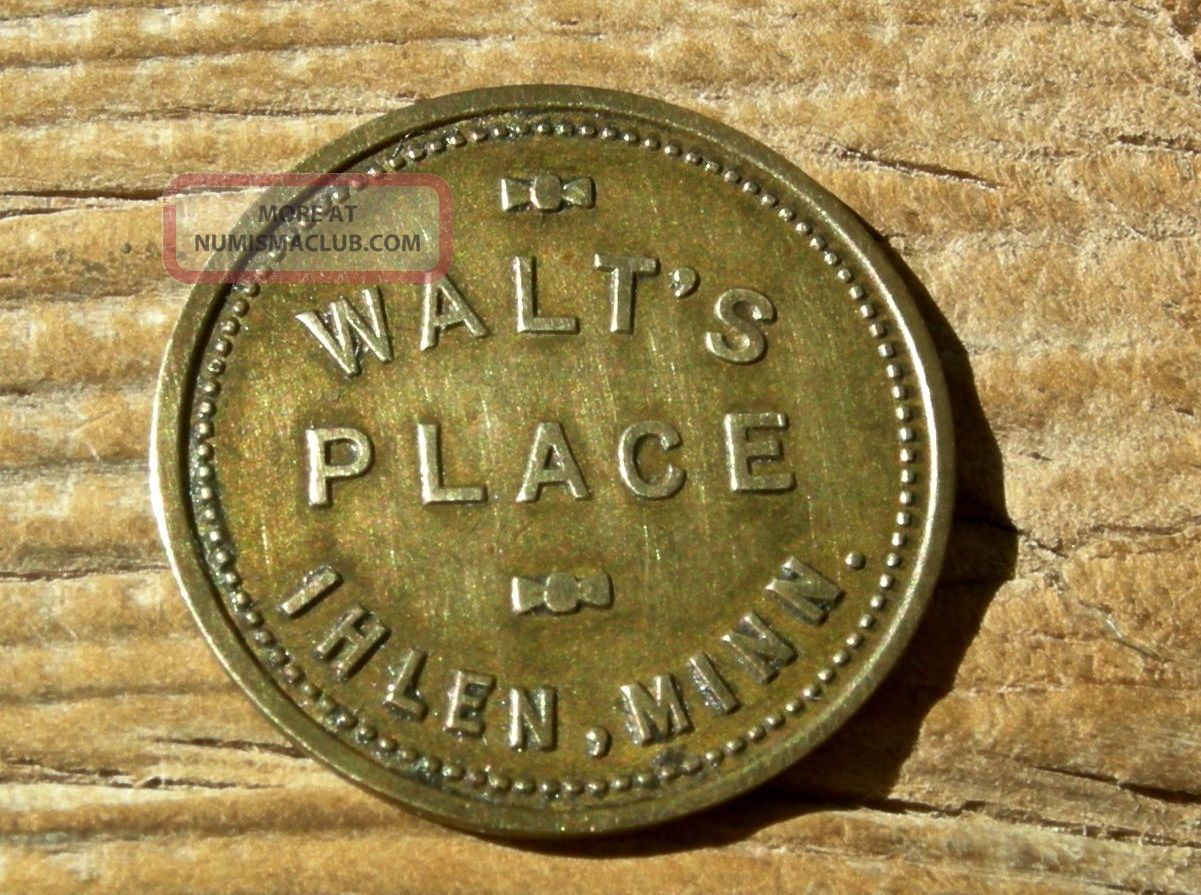 MORE AT
NUMISMACLUB.COM
WALT'S
PLACE
IHLEN, MINN.